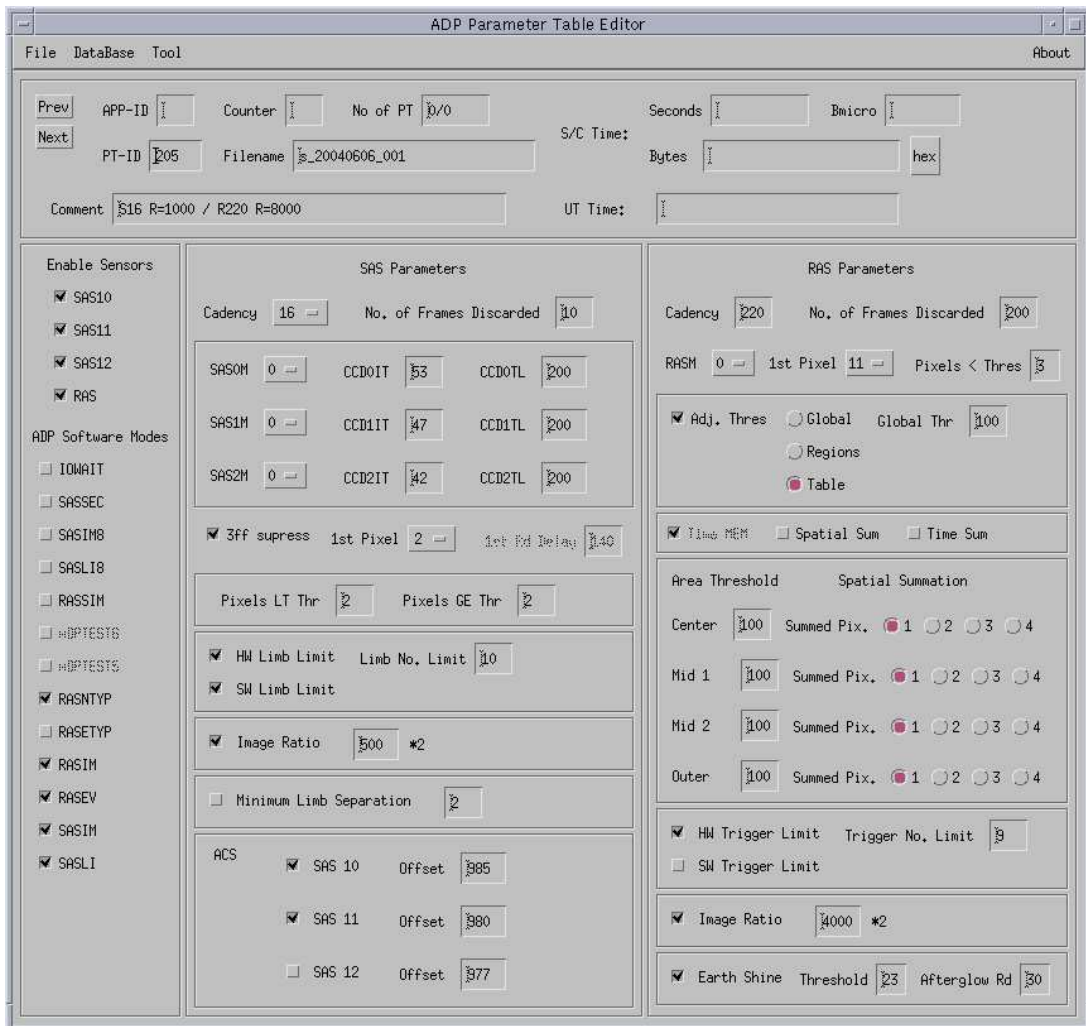 ADP Parameter Table Editor
File DataBase Tool About
Prev APP-ID Counter No of PT 0/0 Seconds Bmicro
Next S/C Time:
PT-ID 205 Filename s_20040606_001 Bytes hex
Comment S16 R=1000 / R220 R=8000 UT Time:
Enable Sensors
SAS10
SAS11
SAS12
RAS
ADP Software Modes
IOWAIT
SASSEC
SASIM8
SASLI8
RASSIM
RASNTYP
RASETYP
RASIM
RASEV
SASIM
SASLI
SAS Parameters
Cadency 16 No. of Frames Discarded 10
SAS0M 0 CCD0IT 53 CCD0TL 200
SAS1M 0 CCD1IT 47 CCD1TL 200
SAS2M 0 CCD2IT 42 CCD2TL 200
3ff supress 1st Pixel 2 1st Rd Delay 140
Pixels LT Thr 2 Pixels GE Thr 2
HW Limb Limit Limb No. Limit 10
SW Limb Limit
Image Ratio 500 *2
Minimum Limb Separation 2
ACS SAS 10 Offset 985
SAS 11 Offset 980
SAS 12 Offset 977
RAS Parameters
Cadency 220 No. of Frames Discarded 200
RASM 0 1st Pixel 11 Pixels < Thres 3
Adj. Thres Global Global Thr 100
Regions
Table
Time MEM Spatial Sum Time Sum
Area Threshold Spatial Summation
Center 100 Summed Pix. 1 2 3 4
Mid 1 100 Summed Pix. 1 2 3 4
Mid 2 100 Summed Pix. 1 2 3 4
Outer 100 Summed Pix. 1 2 3 4
HW Trigger Limit Trigger No. Limit 9
SW Trigger Limit
Image Ratio 4000 *2
Earth Shine Threshold 23 Afterglow Rd 30